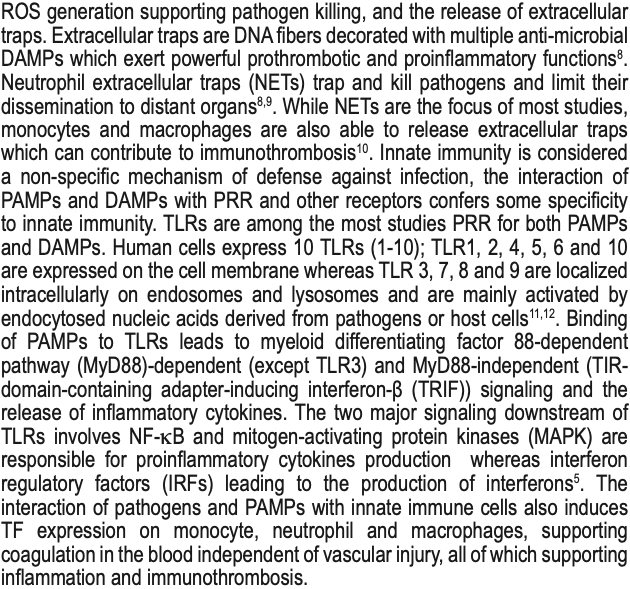 ROS generation supporting pathogen killing, and the release of extracellular
traps. Extracellular traps are DNA fibers decorated with multiple anti-microbial
DAMPs which exert powerful prothrombotic and proinflammatory functions⁸.
Neutrophil extracellular traps (NETs) trap and kill pathogens and limit their
dissemination to distant organs⁸,⁹. While NETs are the focus of most studies,
monocytes and macrophages are also able to release extracellular traps
which can contribute to immunothrombosis¹⁰. Innate immunity is considered
a non-specific mechanism of defense against infection, the interaction of
PAMPs and DAMPs with PRR and other receptors confers some specificity
to innate immunity. TLRs are among the most studies PRR for both PAMPs
and DAMPs. Human cells express 10 TLRs (1-10); TLR1, 2, 4, 5, 6 and 10
are expressed on the cell membrane whereas TLR 3, 7, 8 and 9 are localized
intracellularly on endosomes and lysosomes and are mainly activated by
endocytosed nucleic acids derived from pathogens or host cells¹¹,¹². Binding
of PAMPs to TLRs leads to myeloid differentiating factor 88-dependent
pathway (MyD88)-dependent (except TLR3) and MyD88-independent (TIR-
domain-containing adapter-inducing interferon-β (TRIF)) signaling and the
release of inflammatory cytokines. The two major signaling downstream of
TLRs involves NF-κB and mitogen-activating protein kinases (MAPK) are
responsible for proinflammatory cytokines production  whereas interferon
regulatory factors (IRFs) leading to the production of interferons⁵. The
interaction of pathogens and PAMPs with innate immune cells also induces
TF expression on monocyte, neutrophil and macrophages, supporting
coagulation in the blood independent of vascular injury, all of which supporting
inflammation and immunothrombosis.